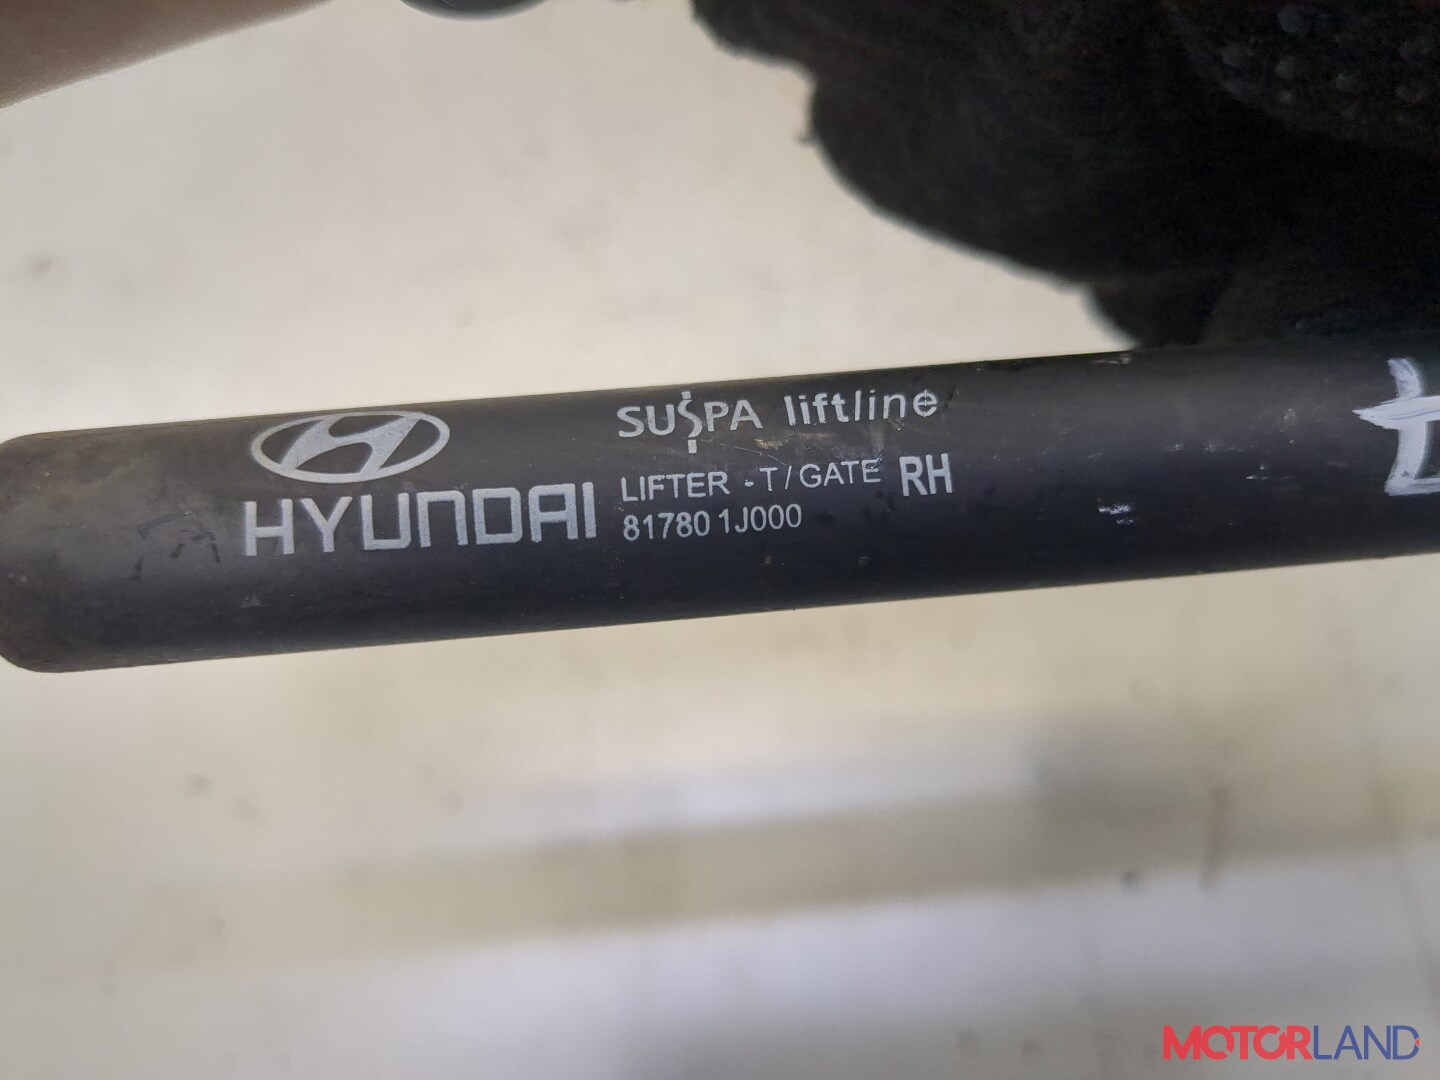 SUSPA liftline
HYUNDAI
LIFTER - T/GATE RH
81780 1J000
MOTORLAND